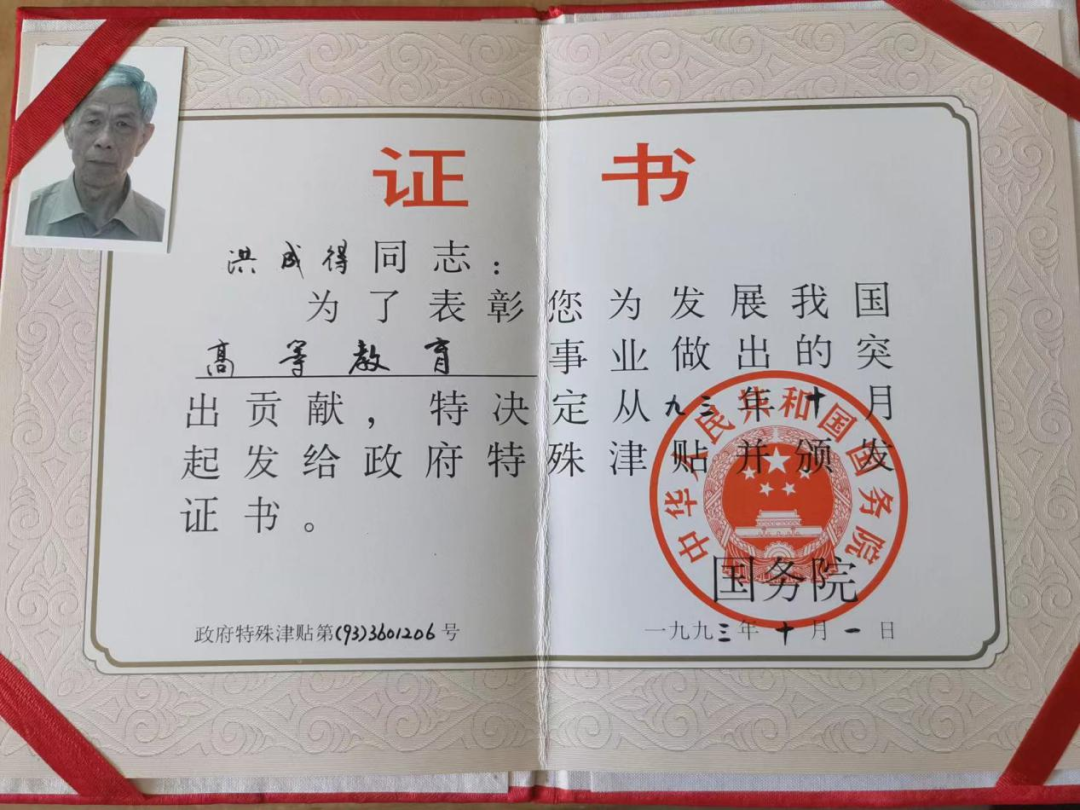 证 书
洪成得同志：
为了表彰您为发展我国
高等教育事业做出的突
出贡献，特决定从九三年十月
起发给政府特殊津贴并颁发
证书。
中华人民共和国国务院
国务院
政府特殊津贴第(93)3601206号
一九九三年十月一日